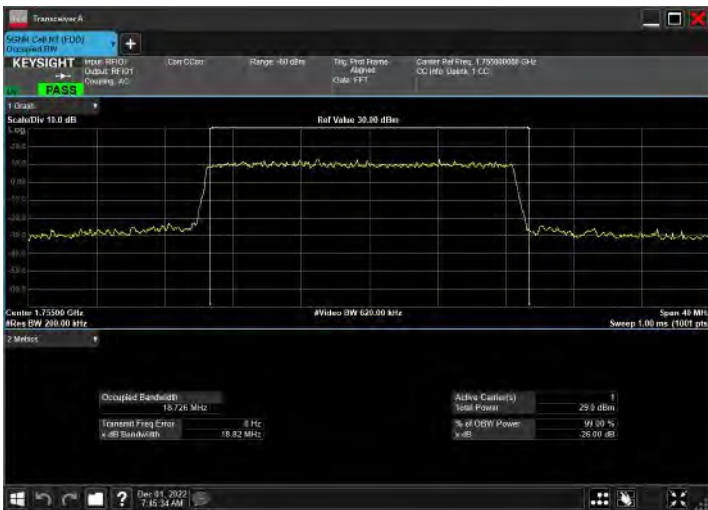 Transceiver A
5GNR Cell NT (FDD)
Occupied BW
KEYSIGHT
Input: RFIO1
Output: RFIO1
Coupling: AC
Corr CCorr
Range: -60 dBm
Trig: Prot Frame
Aligned
Gate: FFT
Center Ref Freq: 1.755000000 GHz
CC Info: Uplink, 1 CC
PASS
1 Graph
Scale/Div 10.0 dB
Ref Value 30.00 dBm
Log
Center 1.75500 GHz
#Video BW 620.00 kHz
Span 40 MHz
#Res BW 200.00 kHz
Sweep 1.00 ms (1001 pts)
2 Metrics
Occupied Bandwidth
18.726 MHz
Transmit Freq Error
0 Hz
x dB Bandwidth
18.82 MHz
Active Carrier(s)
1
Total Power
29.0 dBm
% of OBW Power
99.00 %
x dB
-26.00 dB
Dec 01, 2022
7:45:34 AM